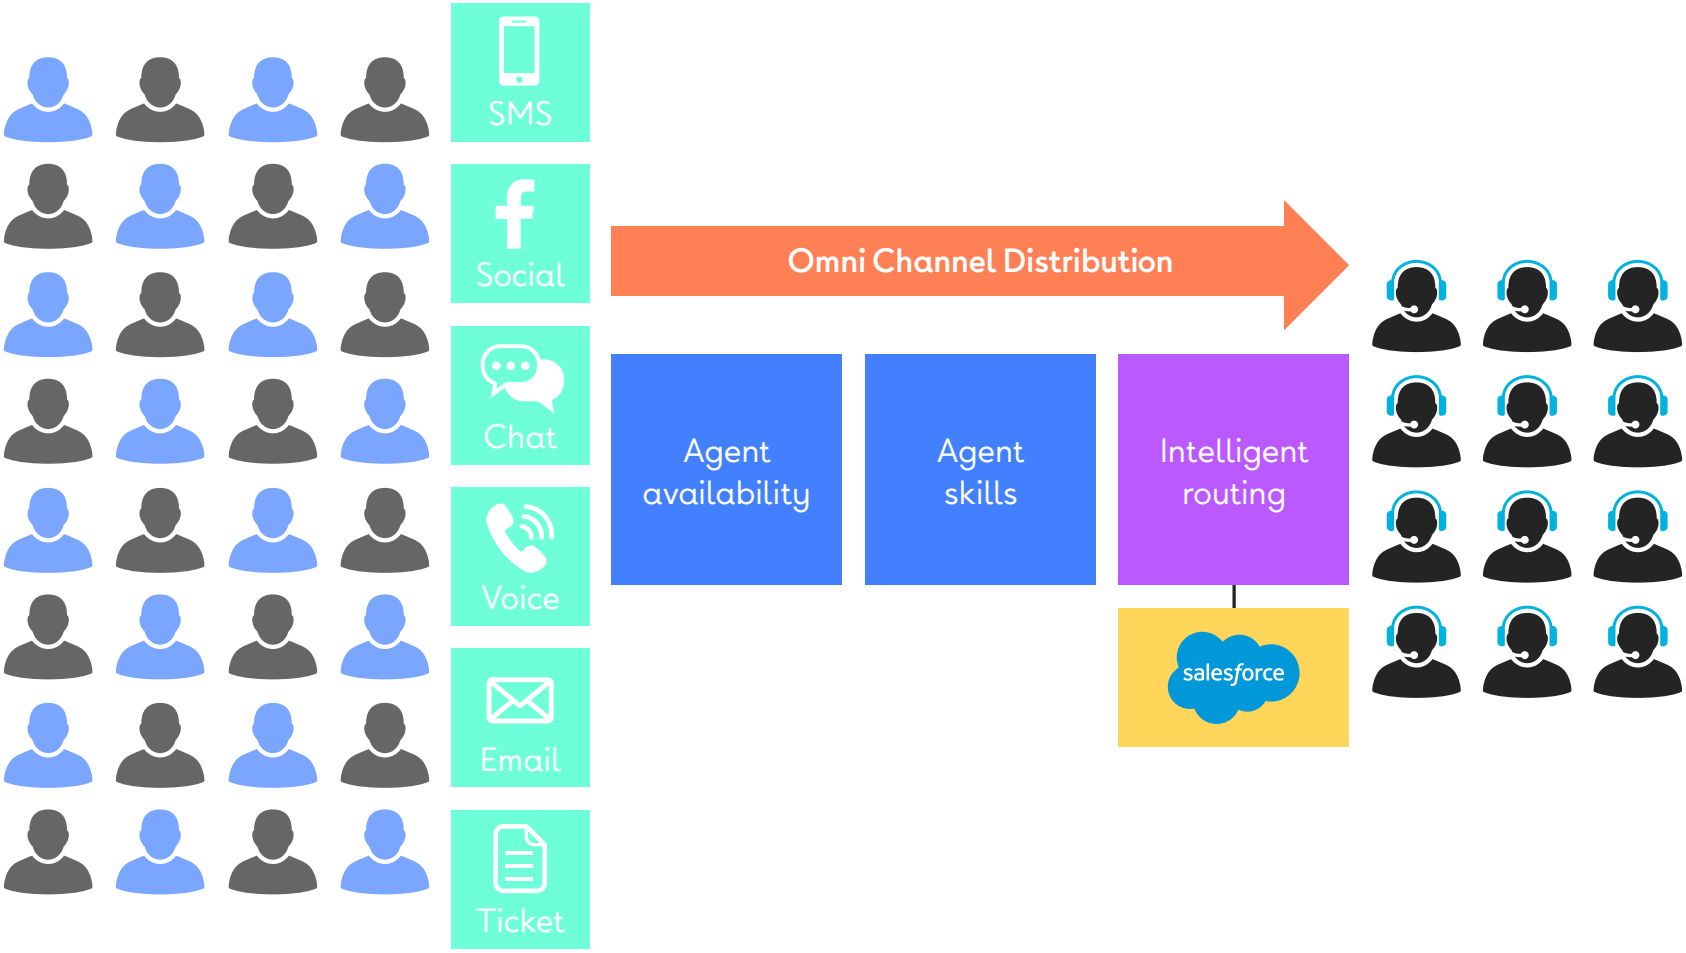 SMS
Social
Chat
Voice
Email
Ticket
Omni Channel Distribution
Agent
availability
Agent
skills
Intelligent
routing
salesforce